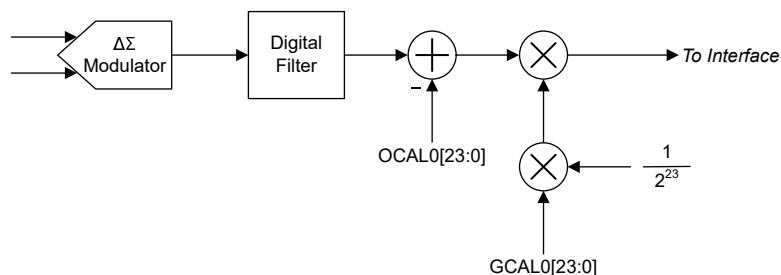 ΔΣ
Modulator
Digital
Filter
To Interface
−
OCAL0[23:0]
1
2²³
GCAL0[23:0]